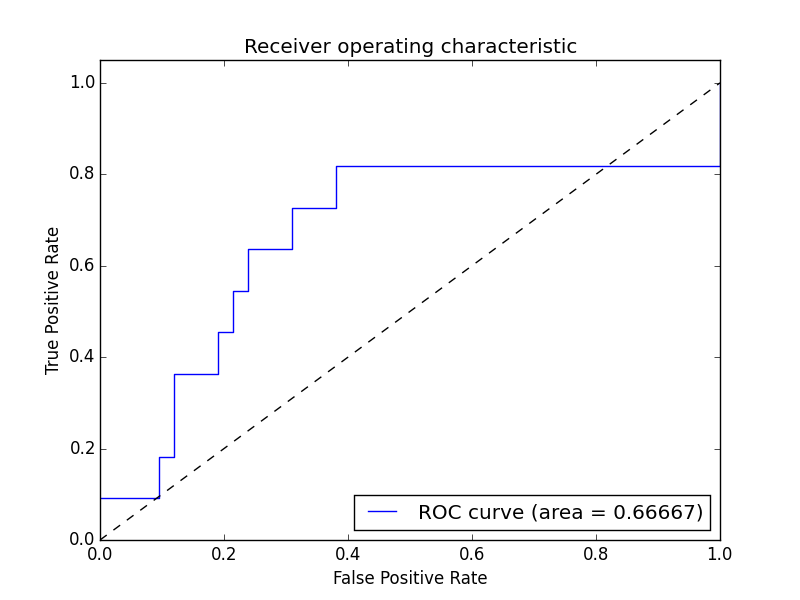 Receiver operating characteristic
1.0
0.8
0.6
0.4
0.2
0.0
True Positive Rate
ROC curve (area = 0.66667)
0.0 0.2 0.4 0.6 0.8 1.0
False Positive Rate